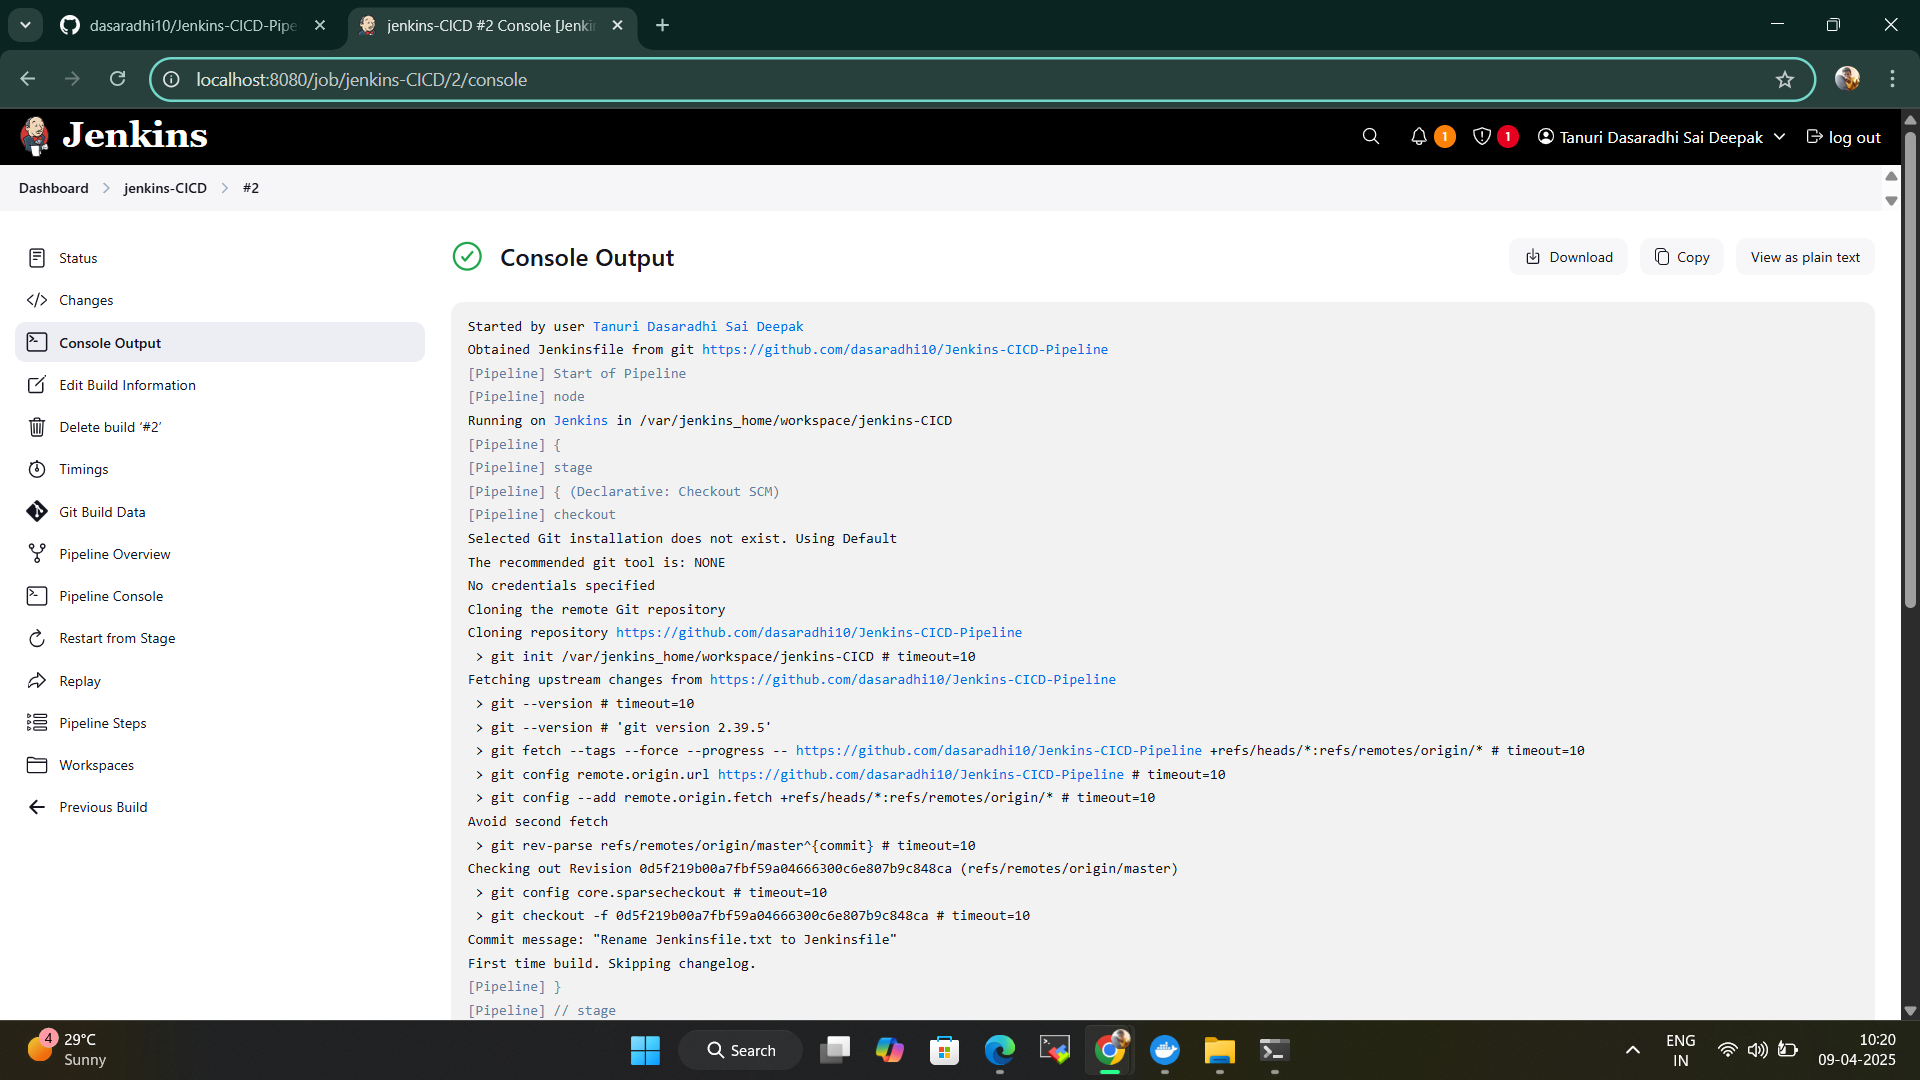 dasaradhi10/Jenkins-CICD-Pipe
jenkins-CICD #2 Console [Jenki
localhost:8080/job/jenkins-CICD/2/console
Jenkins
1
1
Tanuri Dasaradhi Sai Deepak
log out
Dashboard
jenkins-CICD
#2
Status
Changes
Console Output
Edit Build Information
Delete build ‘#2’
Timings
Git Build Data
Pipeline Overview
Pipeline Console
Restart from Stage
Replay
Pipeline Steps
Workspaces
Previous Build
Console Output
Download
Copy
View as plain text
Started by user Tanuri Dasaradhi Sai Deepak
Obtained Jenkinsfile from git https://github.com/dasaradhi10/Jenkins-CICD-Pipeline
[Pipeline] Start of Pipeline
[Pipeline] node
Running on Jenkins in /var/jenkins_home/workspace/jenkins-CICD
[Pipeline] {
[Pipeline] stage
[Pipeline] { (Declarative: Checkout SCM)
[Pipeline] checkout
Selected Git installation does not exist. Using Default
The recommended git tool is: NONE
No credentials specified
Cloning the remote Git repository
Cloning repository https://github.com/dasaradhi10/Jenkins-CICD-Pipeline
> git init /var/jenkins_home/workspace/jenkins-CICD # timeout=10
Fetching upstream changes from https://github.com/dasaradhi10/Jenkins-CICD-Pipeline
> git --version # timeout=10
> git --version # 'git version 2.39.5'
> git fetch --tags --force --progress -- https://github.com/dasaradhi10/Jenkins-CICD-Pipeline +refs/heads/*:refs/remotes/origin/* # timeout=10
> git config remote.origin.url https://github.com/dasaradhi10/Jenkins-CICD-Pipeline # timeout=10
> git config --add remote.origin.fetch +refs/heads/*:refs/remotes/origin/* # timeout=10
Avoid second fetch
> git rev-parse refs/remotes/origin/master^{commit} # timeout=10
Checking out Revision 0d5f219b00a7fbf59a04666300c6e807b9c848ca (refs/remotes/origin/master)
> git config core.sparsecheckout # timeout=10
> git checkout -f 0d5f219b00a7fbf59a04666300c6e807b9c848ca # timeout=10
Commit message: "Rename Jenkinsfile.txt to Jenkinsfile"
First time build. Skipping changelog.
[Pipeline] }
[Pipeline] // stage
4
29°C
Sunny
Search
ENG
IN
10:20
09-04-2025